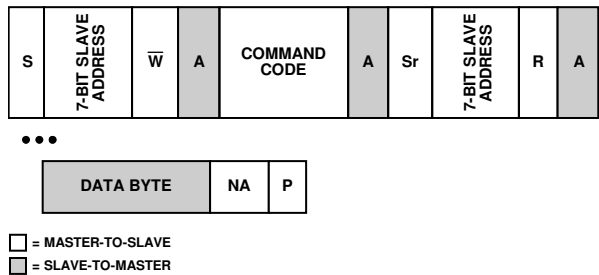 S
7-BIT SLAVE
ADDRESS
W̅
A
COMMAND
CODE
A
Sr
7-BIT SLAVE
ADDRESS
R
A
•••
DATA BYTE
NA
P
= MASTER-TO-SLAVE
= SLAVE-TO-MASTER